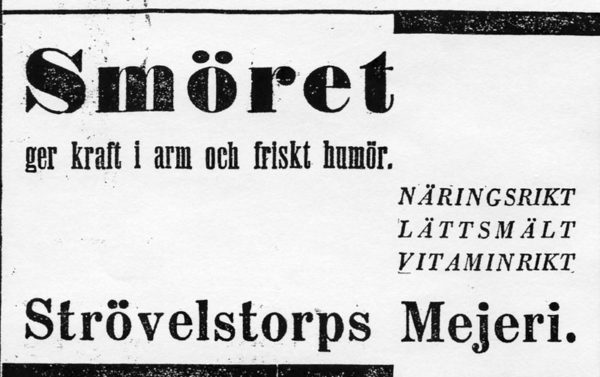 Smöret
ger kraft i arm och friskt humör.
NÄRINGSRIKT
LÄTTSMÄLT
VITAMINRIKT
Strövelstorps Mejeri.